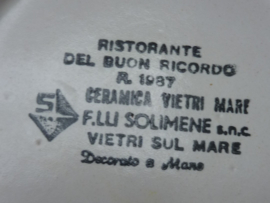 RISTORANTE
DEL BUON RICORDO
R. 1987
CERAMICA VIETRI MARE
F.LLI SOLIMENE s.n.c.
VIETRI SUL MARE
Decorato a Mano